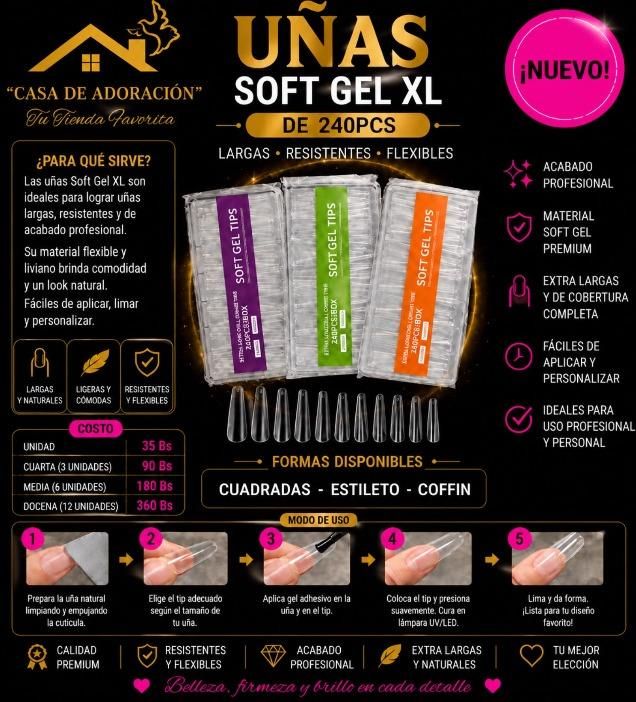 "CASA DE ADORACIÓN"
Tu Tienda Favorita
UÑAS
SOFT GEL XL
DE 240PCS
LARGAS • RESISTENTES • FLEXIBLES
¡NUEVO!
¿PARA QUÉ SIRVE?
Las uñas Soft Gel XL son
ideales para lograr uñas
largas, resistentes y de
acabado profesional.
Su material flexible y
liviano brinda comodidad
y un look natural.
Fáciles de aplicar, limar
y personalizar.
LARGAS
Y NATURALES
LIGERAS Y
CÓMODAS
RESISTENTES
Y FLEXIBLES
COSTO
UNIDAD 35 Bs
CUARTA (3 UNIDADES) 90 Bs
MEDIA (6 UNIDADES) 180 Bs
DOCENA (12 UNIDADES) 360 Bs
SOFT GEL TIPS
SOFT GEL TIPS
SOFT GEL TIPS
ACABADO
PROFESIONAL
MATERIAL
SOFT GEL
PREMIUM
EXTRA LARGAS
Y DE COBERTURA
COMPLETA
FÁCILES DE
APLICAR Y
PERSONALIZAR
IDEALES PARA
USO PROFESIONAL
Y PERSONAL
FORMAS DISPONIBLES
CUADRADAS - ESTILETO - COFFIN
MODO DE USO
1
Prepara la uña natural
limpiando y empujando
la cutícula.
2
Elige el tip adecuado
según el tamaño de
tu uña.
3
Aplica gel adhesivo en la
uña y en el tip.
4
Coloca el tip y presiona
suavemente. Cura en
lámpara UV/LED.
5
Lima y da forma.
¡Lista para tu diseño
favorito!
CALIDAD
PREMIUM
RESISTENTES
Y FLEXIBLES
ACABADO
PROFESIONAL
EXTRA LARGAS
Y NATURALES
TU MEJOR
ELECCIÓN
Belleza, firmeza y brillo en cada detalle